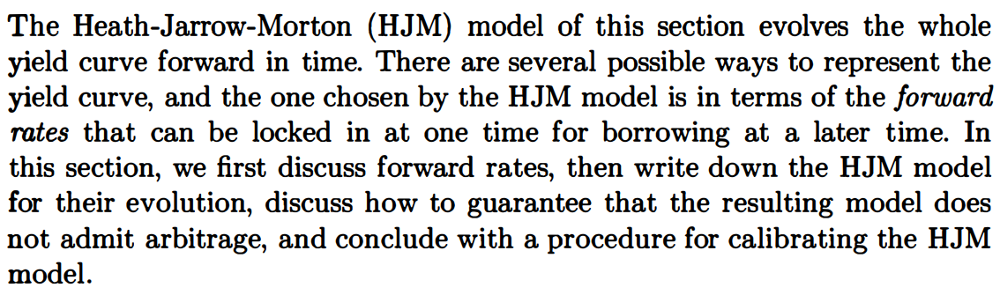 The Heath-Jarrow-Morton (HJM) model of this section evolves the whole
yield curve forward in time. There are several possible ways to represent the
yield curve, and the one chosen by the HJM model is in terms of the forward
rates that can be locked in at one time for borrowing at a later time. In
this section, we first discuss forward rates, then write down the HJM model
for their evolution, discuss how to guarantee that the resulting model does
not admit arbitrage, and conclude with a procedure for calibrating the HJM
model.